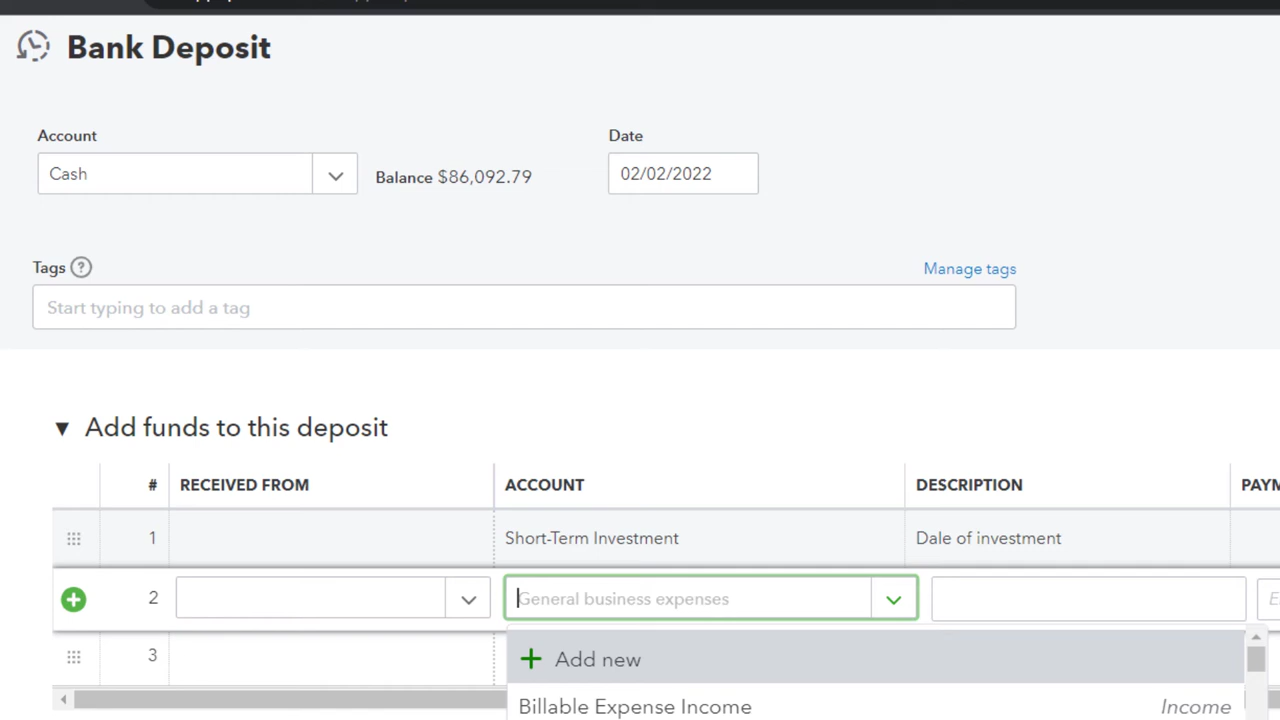 Bank Deposit
Account
Date
Cash
Balance $86,092.79
02/02/2022
Tags ?
Manage tags
Start typing to add a tag
▼ Add funds to this deposit
# RECEIVED FROM ACCOUNT DESCRIPTION
1 Short-Term Investment Dale of investment
2 General business expenses
+ Add new
3
Billable Expense Income Income